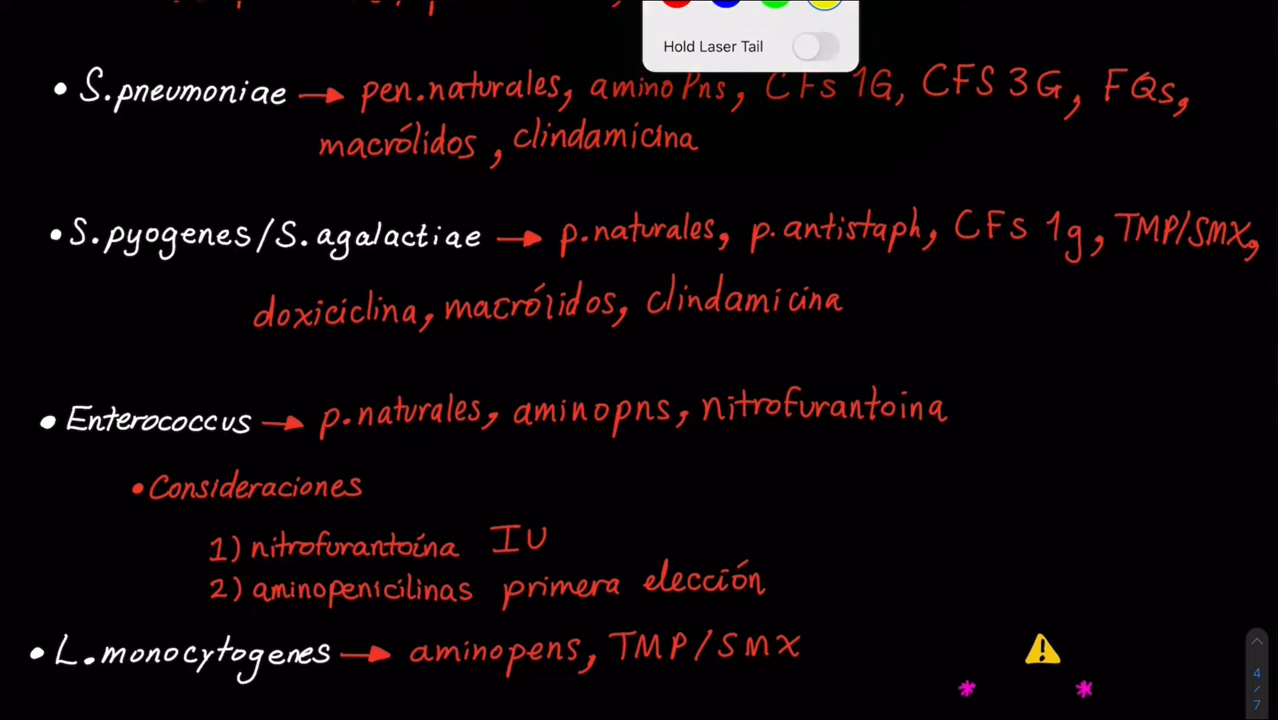 Hold Laser Tail
• S.pneumoniae → pen.naturales, amino Pns, CFs 1G, CFS 3G, FQs,
macrólidos, clindamicina
• S.pyogenes/S.agalactiae → p.naturales, p.antistaph, CFs 1g, TMP/SMX,
doxiciclina, macrólidos, clindamicina
• Enterococcus → p.naturales, aminopns, nitrofurantoina
• Consideraciones
1) nitrofurantoína IU
2) aminopenicilinas primera elección
• L.monocytogenes → aminopens, TMP/SMX
* *
4
/
7